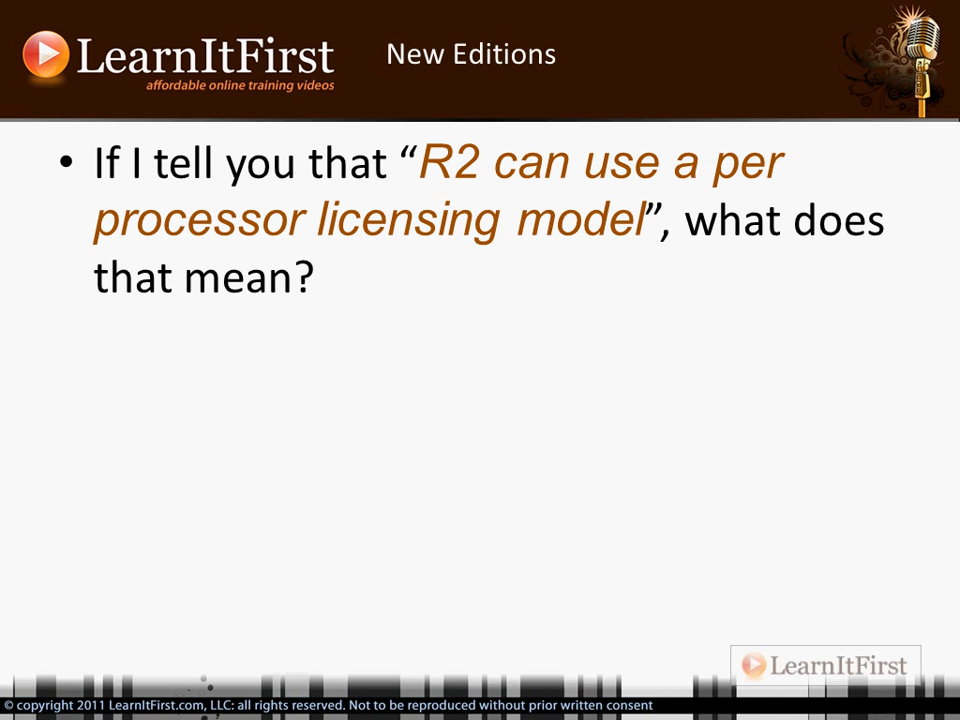 LearnItFirst
affordable online training videos
New Editions
• If I tell you that “R2 can use a per
processor licensing model”, what does
that mean?
LearnItFirst
© copyright 2011 LearnItFirst.com, LLC: all rights reserved. Not to be reproduced without prior written consent